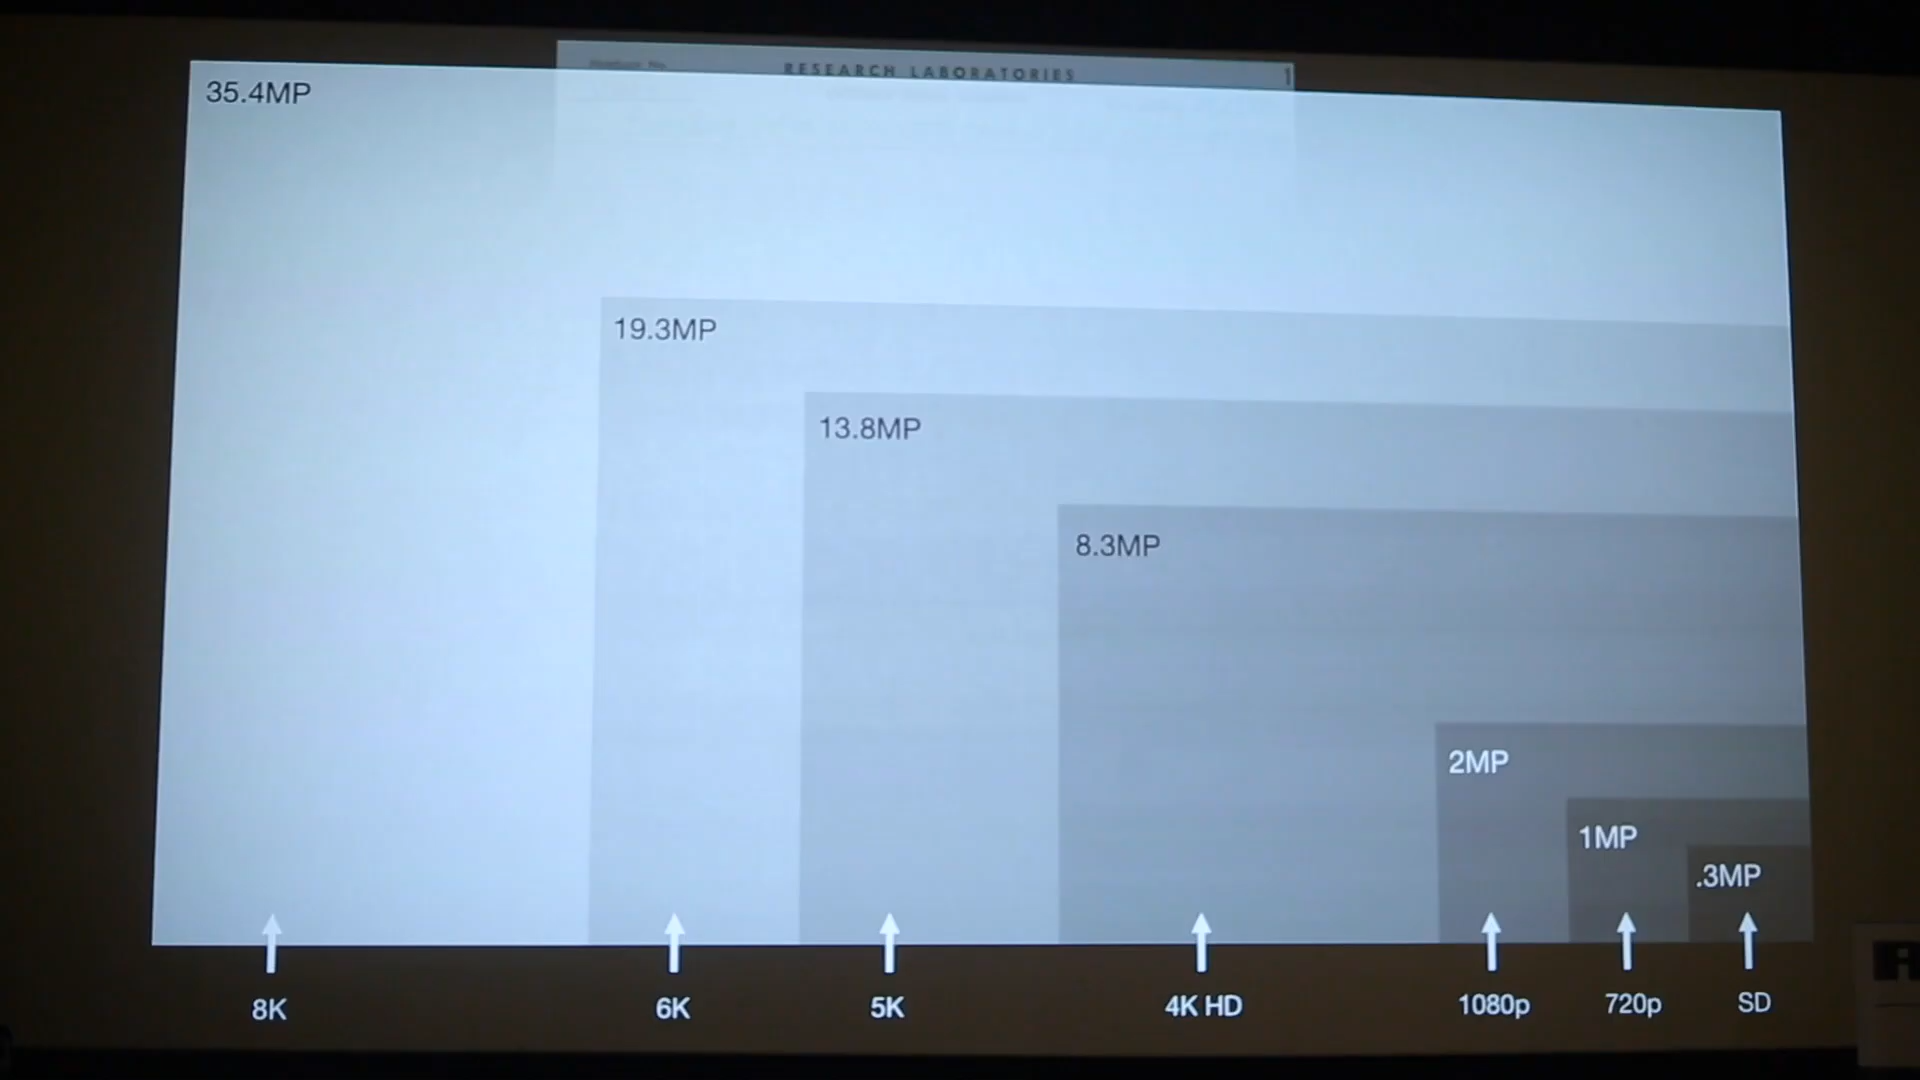 RESEARCH LABORATORIES 1
35.4MP
19.3MP
13.8MP
8.3MP
2MP
1MP
.3MP
8K 6K 5K 4K HD 1080p 720p SD